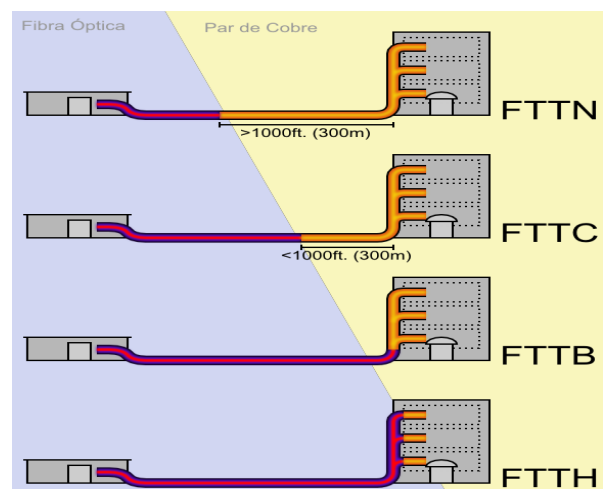 Fibra Óptica
Par de Cobre
FTTN
>1000ft. (300m)
FTTC
<1000ft. (300m)
FTTB
FTTH